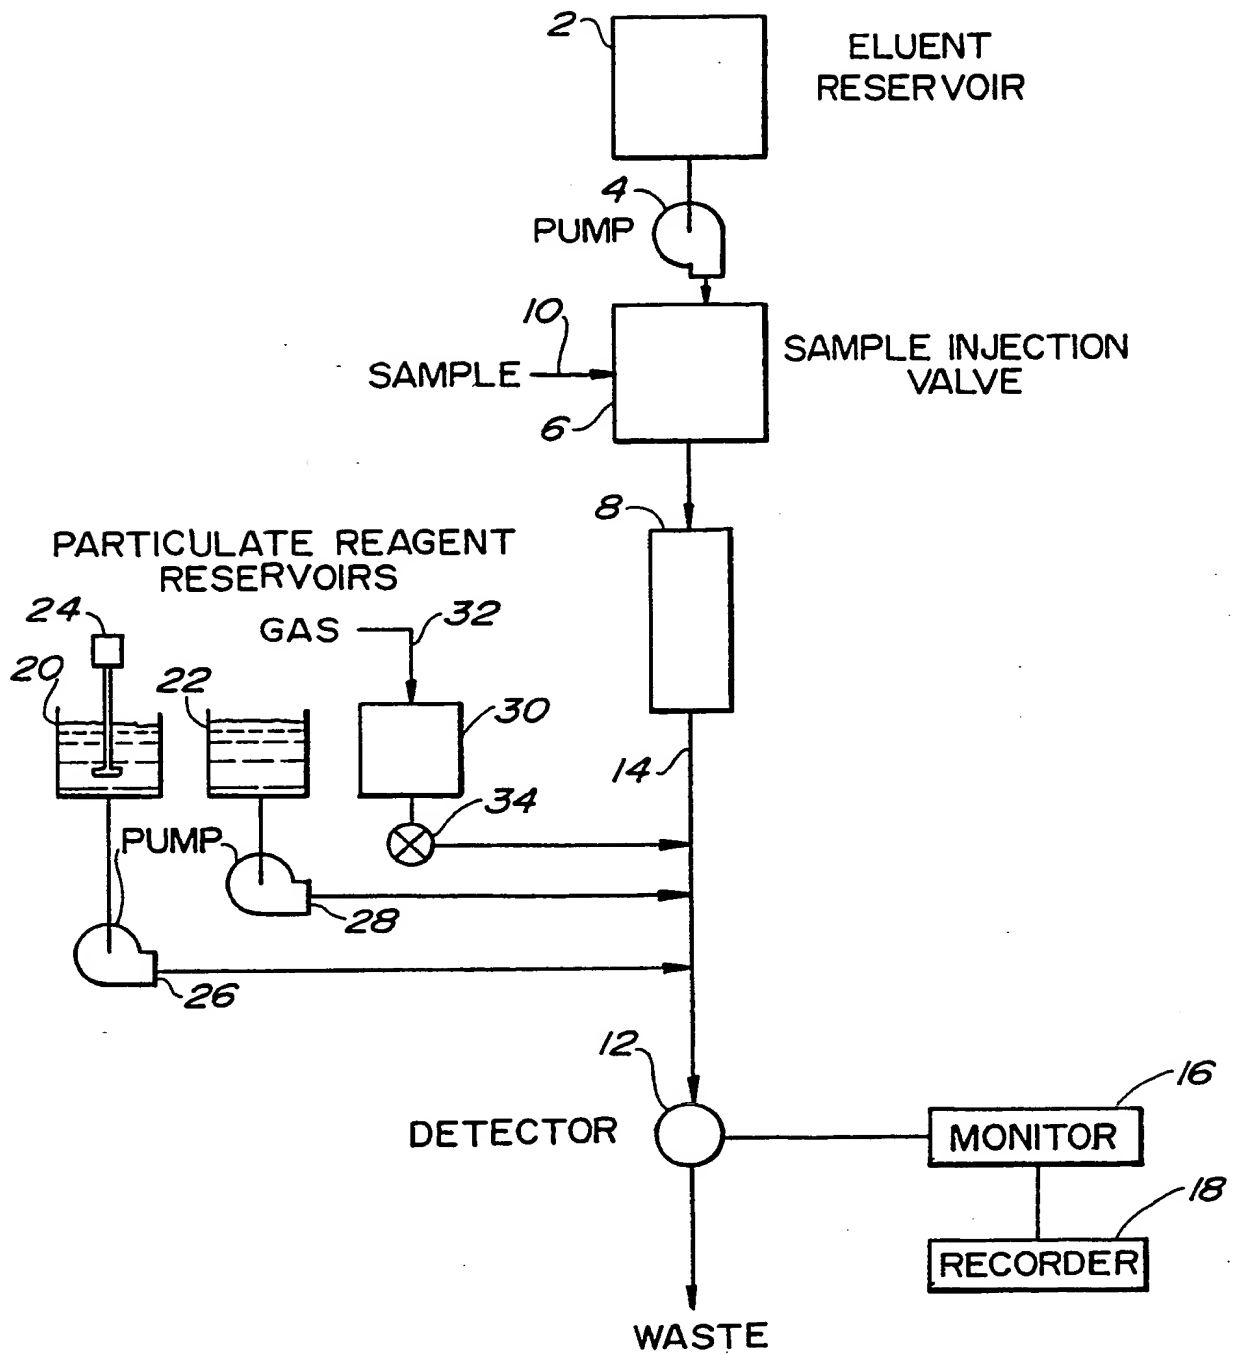 2
ELUENT
RESERVOIR
4
PUMP
10
SAMPLE
SAMPLE INJECTION
VALVE
6
8
PARTICULATE REAGENT
RESERVOIRS
24
GAS
32
20
22
30
14
34
PUMP
28
26
12
DETECTOR
16
MONITOR
18
RECORDER
WASTE